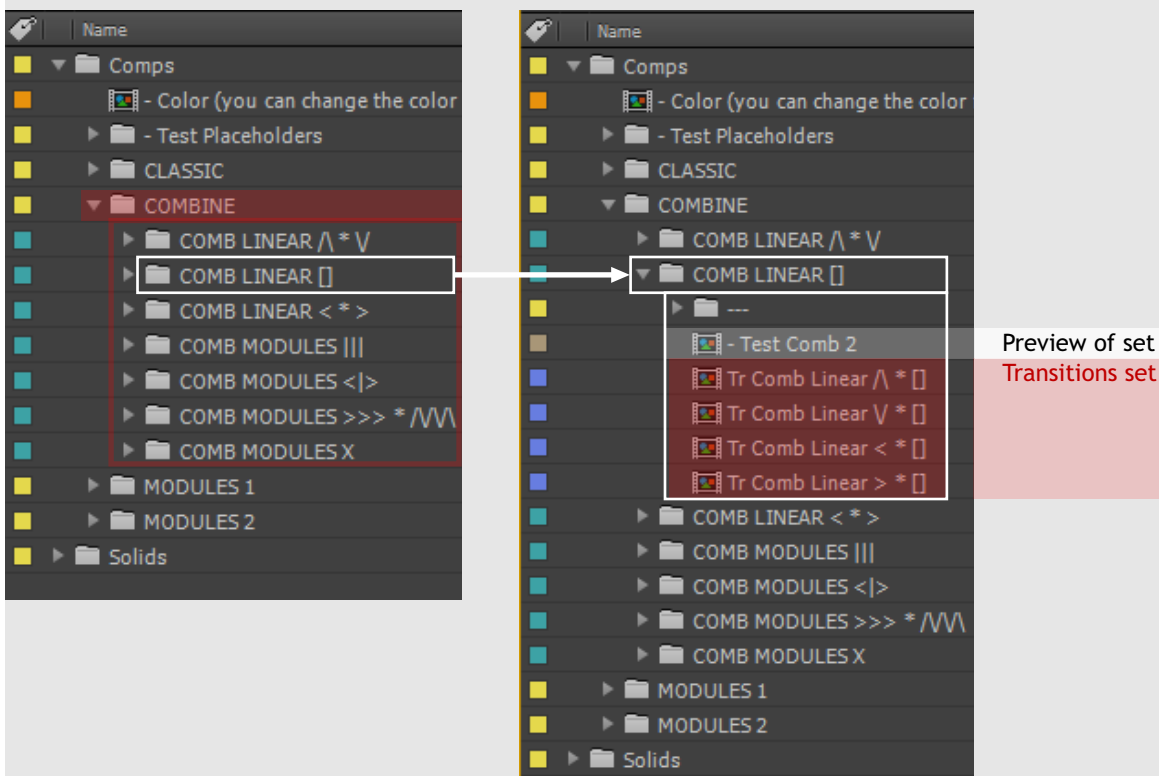 Name
Comps
- Color (you can change the color
- Test Placeholders
CLASSIC
COMBINE
COMB LINEAR /\ * \/
COMB LINEAR []
COMB LINEAR < * >
COMB MODULES |||
COMB MODULES <|>
COMB MODULES >>> * /\/\/\
COMB MODULES X
MODULES 1
MODULES 2
Solids
Name
Comps
- Color (you can change the color
- Test Placeholders
CLASSIC
COMBINE
COMB LINEAR /\ * \/
COMB LINEAR []
---
- Test Comb 2
Preview of set
Tr Comb Linear /\ * []
Transitions set
Tr Comb Linear \/ * []
Tr Comb Linear < * []
Tr Comb Linear > * []
COMB LINEAR < * >
COMB MODULES |||
COMB MODULES <|>
COMB MODULES >>> * /\/\/\
COMB MODULES X
MODULES 1
MODULES 2
Solids